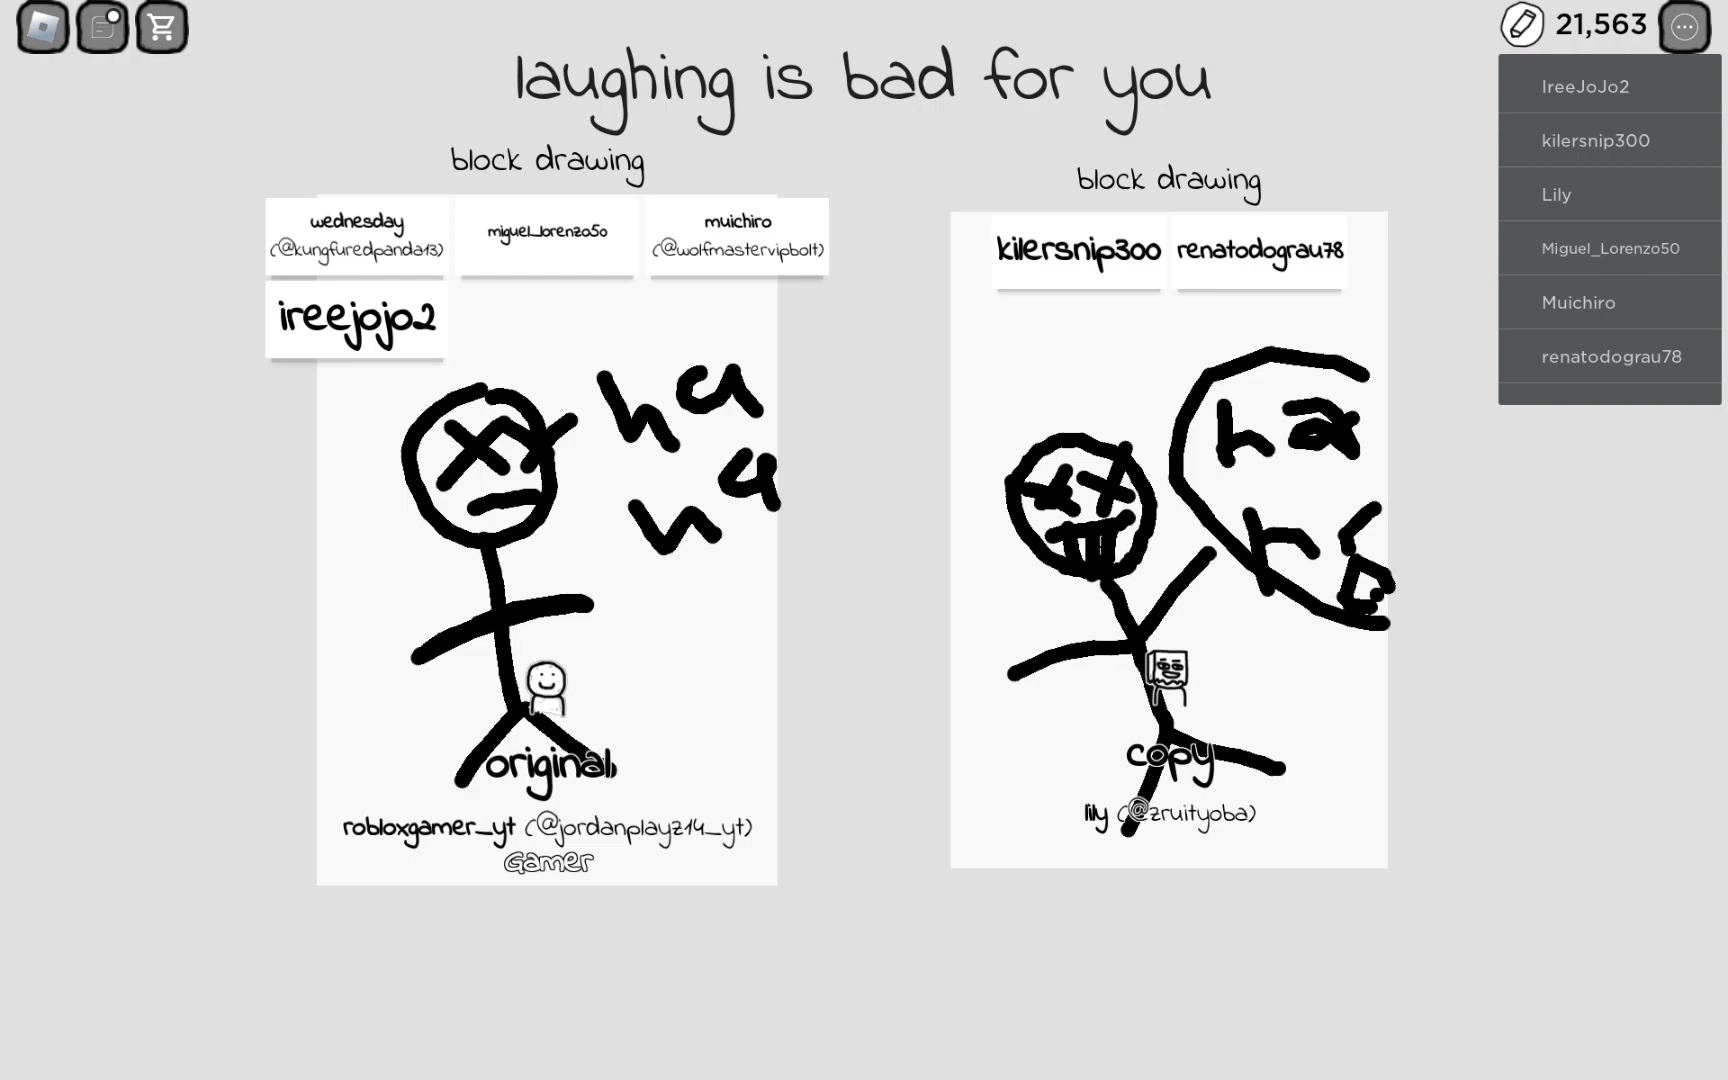 21,563
laughing is bad for you
block drawing
wednesday
(@kungfuredpanda13)
miguel_lorenzo50
muichiro
(@wolfmastervipbolt)
ireejojo2
ha
ha
original
robloxgamer_yt (@jordanplayz14_yt)
Gamer
block drawing
kilersnip300
renatodograu78
ha
copy
lily (@zruityoba)
IreeJoJo2
kilersnip300
Lily
Miguel_Lorenzo50
Muichiro
renatodograu78